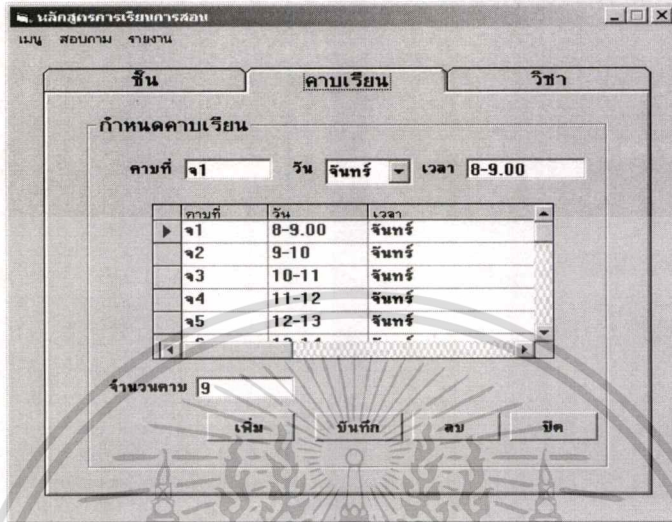 หลักสูตรการเรียนการสอน
เมนู สอบถาม รายงาน
ชั้น คาบเรียน วิชา
กำหนดคาบเรียน
คาบที่ จ1 วัน จันทร์ เวลา 8-9.00
คาบที่ วัน เวลา
จ1 8-9.00 จันทร์
จ2 9-10 จันทร์
จ3 10-11 จันทร์
จ4 11-12 จันทร์
จ5 12-13 จันทร์
จำนวนคาบ 9
เพิ่ม บันทึก ลบ ปิด